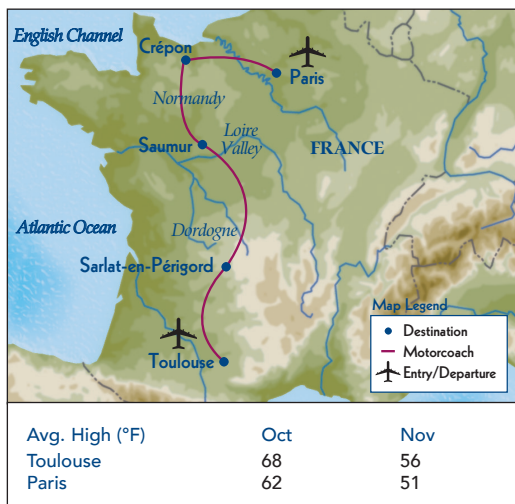 English Channel
Crépon
Paris
Normandy
Loire
Valley
Saumur
FRANCE
Atlantic Ocean
Dordogne
Sarlat-en-Périgord
Toulouse
Map Legend
Destination
Motorcoach
Entry/Departure
Avg. High (°F) Oct Nov
Toulouse 68 56
Paris 62 51